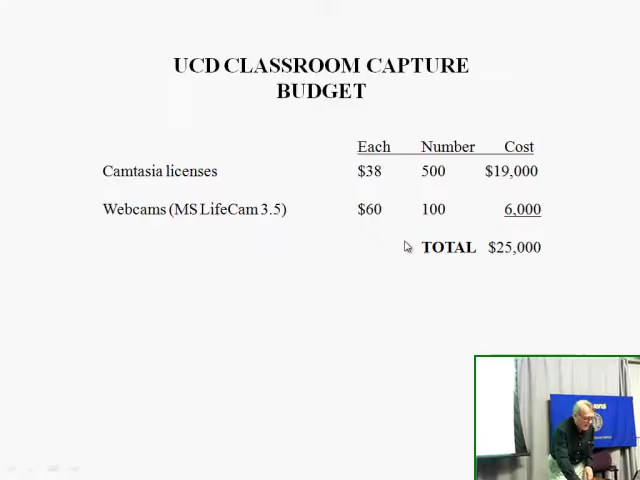 UCD CLASSROOM CAPTURE
BUDGET
Each Number Cost
Camtasia licenses $38 500 $19,000
Webcams (MS LifeCam 3.5) $60 100 6,000
TOTAL $25,000